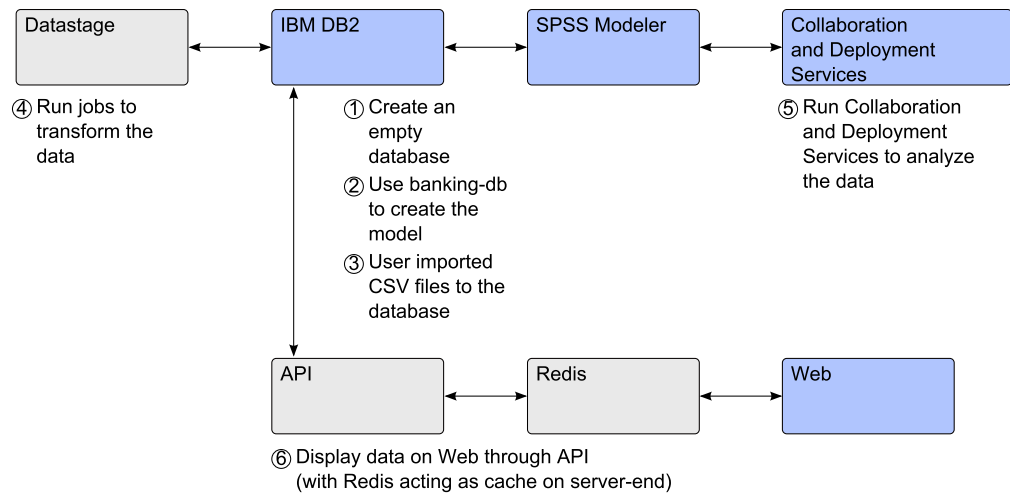 Datastage
IBM DB2
SPSS Modeler
Collaboration
and Deployment
Services
④ Run jobs to
transform the
data
① Create an
empty
database
② Use banking-db
to create the
model
③ User imported
CSV files to the
database
⑤ Run Collaboration
and Deployment
Services to analyze
the data
API
Redis
Web
⑥ Display data on Web through API
(with Redis acting as cache on server-end)